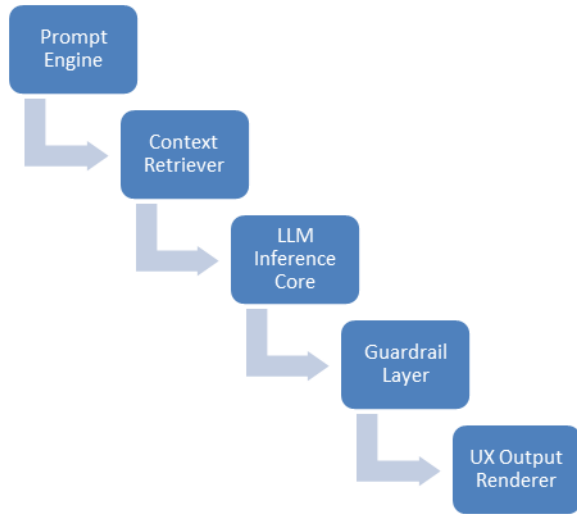 Prompt
Engine
Context
Retriever
LLM
Inference
Core
Guardrail
Layer
UX Output
Renderer